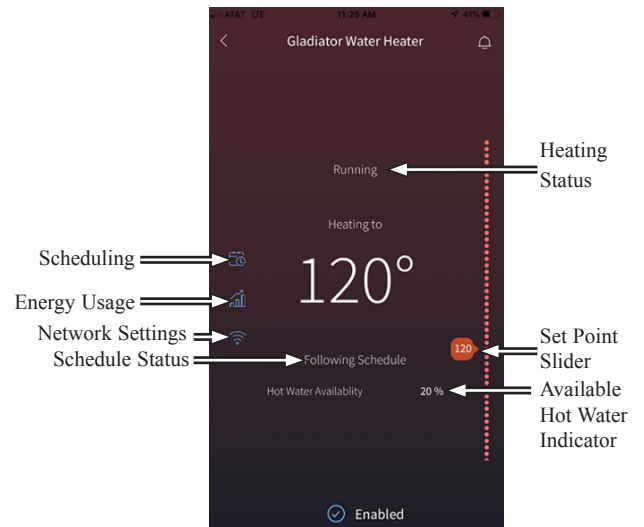 AT&T LTE 11:25 AM 41%
Gladiator Water Heater
Heating
Status
Running
Heating to
120°
Scheduling
Energy Usage
Network Settings
Schedule Status
Following Schedule
120
Set Point
Slider
Hot Water Availablity 20 %
Available
Hot Water
Indicator
Enabled